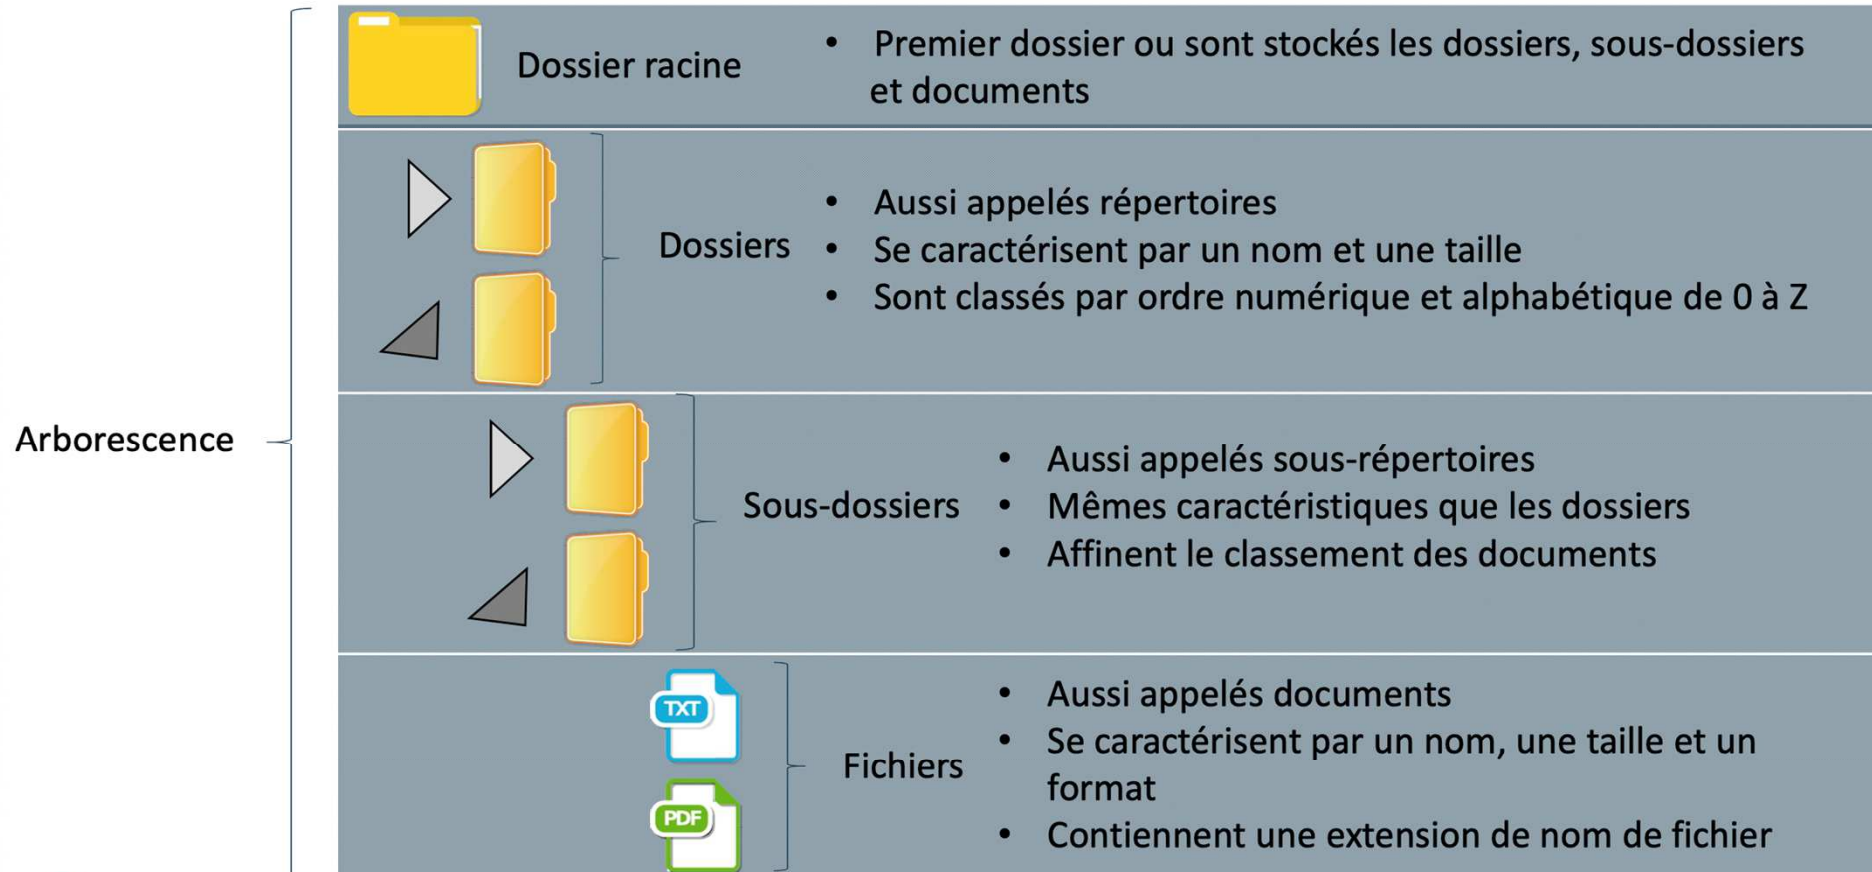 Arborescence
Dossier racine
• Premier dossier ou sont stockés les dossiers, sous-dossiers
et documents
Dossiers
• Aussi appelés répertoires
• Se caractérisent par un nom et une taille
• Sont classés par ordre numérique et alphabétique de 0 à Z
Sous-dossiers
• Aussi appelés sous-répertoires
• Mêmes caractéristiques que les dossiers
• Affinent le classement des documents
TXT
PDF
Fichiers
• Aussi appelés documents
• Se caractérisent par un nom, une taille et un
format
• Contiennent une extension de nom de fichier